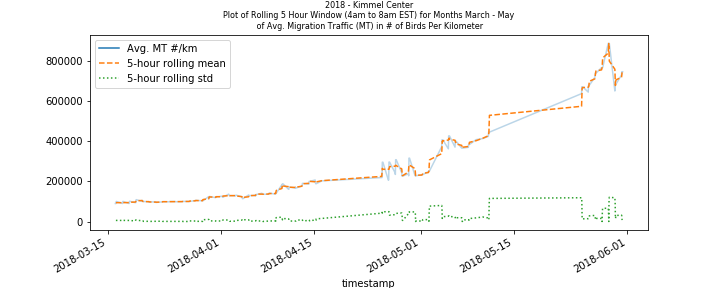 2018 - Kimmel Center
Plot of Rolling 5 Hour Window (4am to 8am EST) for Months March - May
of Avg. Migration Traffic (MT) in # of Birds Per Kilometer
Avg. MT #/km
5-hour rolling mean
5-hour rolling std
800000
600000
400000
200000
0
2018-03-15
2018-04-01
2018-04-15
2018-05-01
2018-05-15
2018-06-01
timestamp